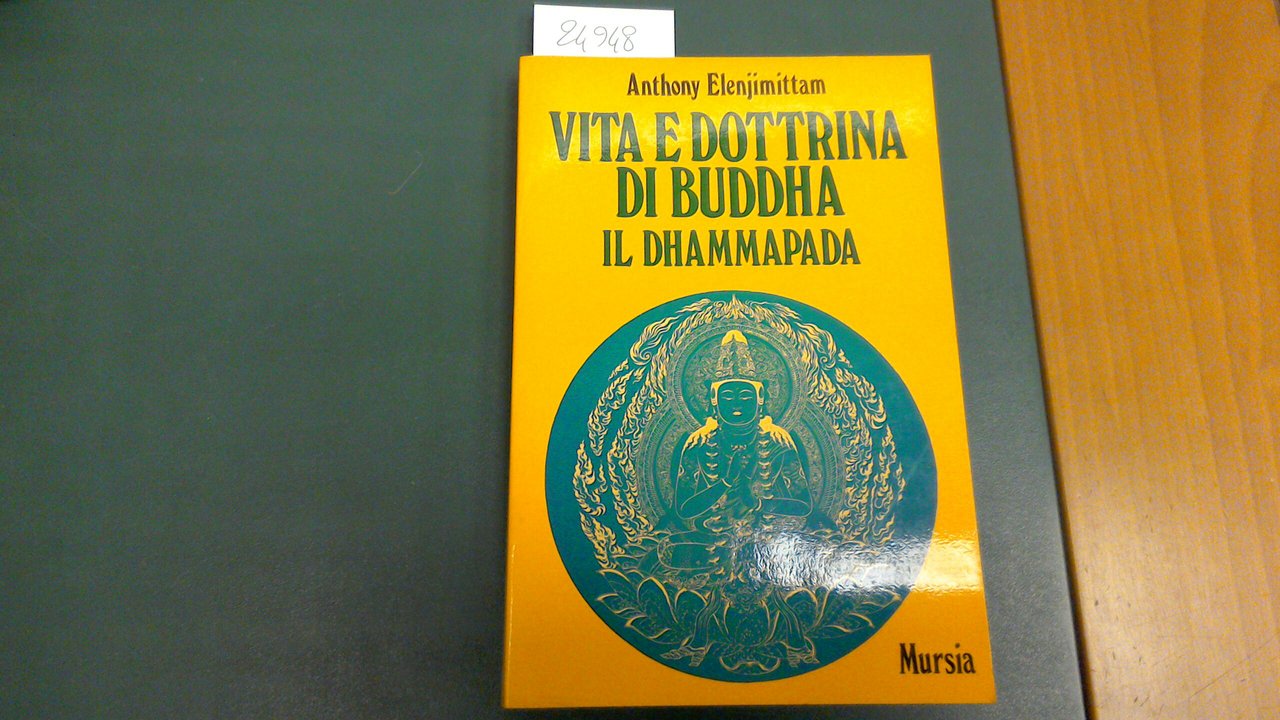 24948
Anthony Elenjimittam
VITA E DOTTRINA
DI BUDDHA
IL DHAMMAPADA
Mursia